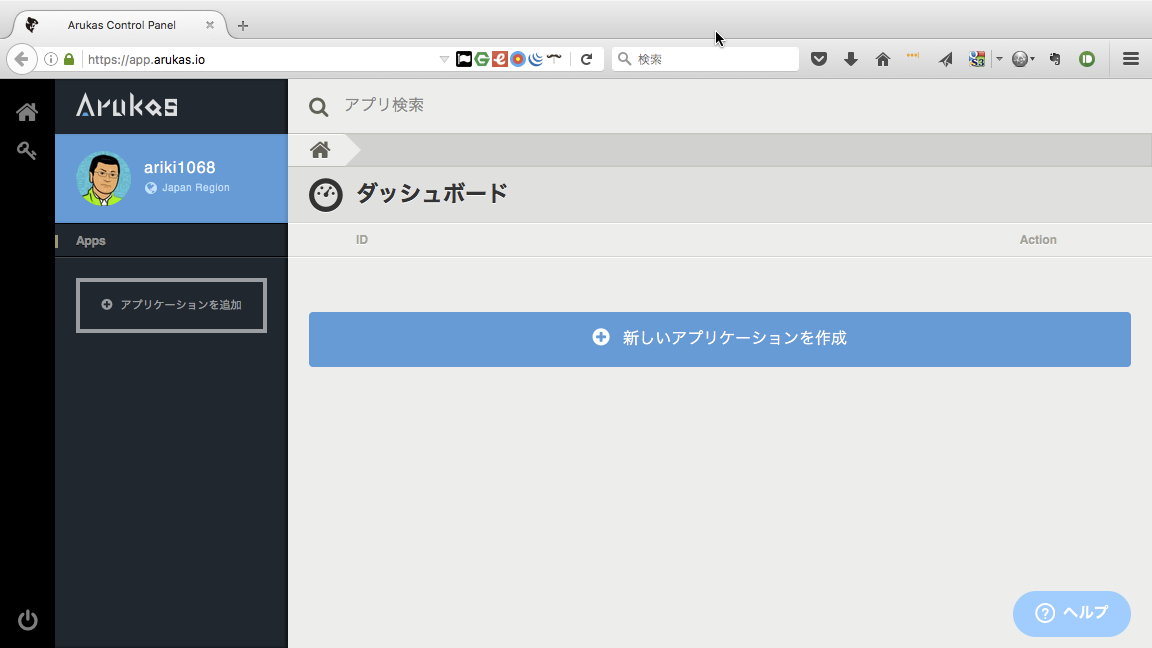 Arukas Control Panel
https://app.arukas.io
検索
Arukas
アプリ検索
ariki1068
Japan Region
ダッシュボード
Apps
ID
Action
アプリケーションを追加
新しいアプリケーションを作成
ヘルプ